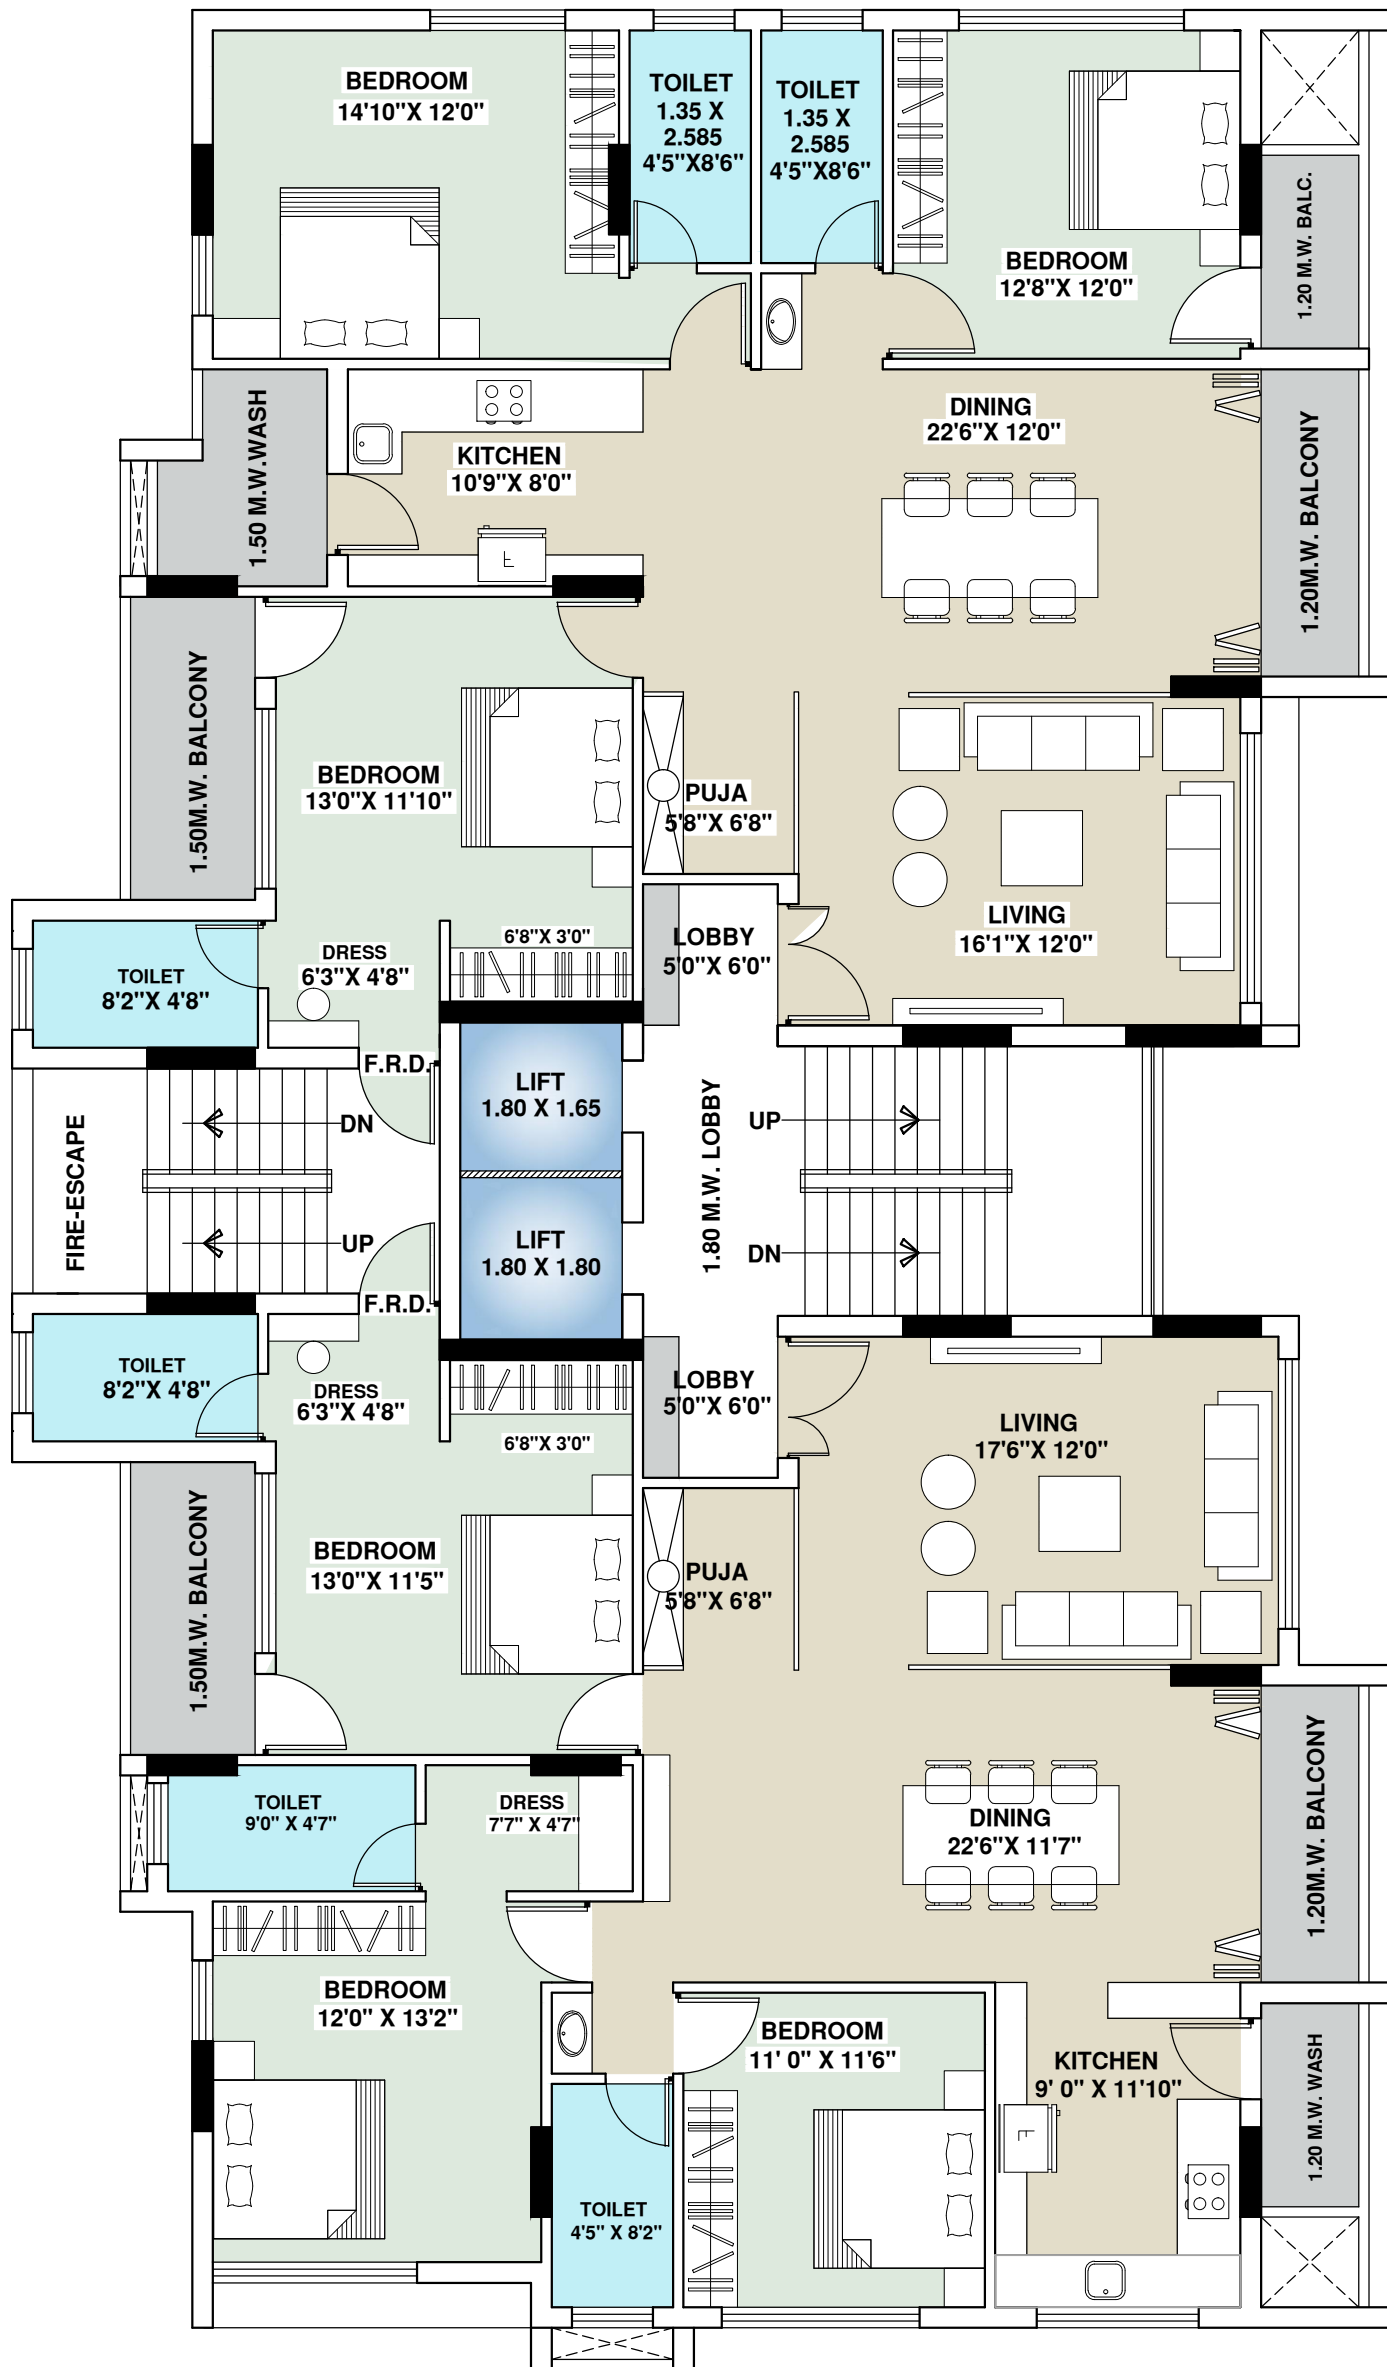 BEDROOM
14'10"X 12'0"
TOILET
1.35 X
2.585
4'5"X8'6"
TOILET
1.35 X
2.585
4'5"X8'6"
BEDROOM
12'8"X 12'0"
1.20 M.W. BALC.
1.50 M.W.WASH
KITCHEN
10'9"X 8'0"
DINING
22'6"X 12'0"
1.20M.W. BALCONY
1.50M.W. BALCONY
BEDROOM
13'0"X 11'10"
PUJA
5'8"X 6'8"
LIVING
16'1"X 12'0"
6'8"X 3'0"
LOBBY
5'0"X 6'0"
DRESS
6'3"X 4'8"
TOILET
8'2"X 4'8"
F.R.D.
LIFT
1.80 X 1.65
DN
UP
FIRE-ESCAPE
1.80 M.W. LOBBY
UP
DN
LIFT
1.80 X 1.80
F.R.D.
TOILET
8'2"X 4'8"
DRESS
6'3"X 4'8"
LOBBY
5'0"X 6'0"
6'8"X 3'0"
LIVING
17'6"X 12'0"
1.50M.W. BALCONY
BEDROOM
13'0"X 11'5"
PUJA
5'8"X 6'8"
TOILET
9'0" X 4'7"
DRESS
7'7" X 4'7"
DINING
22'6"X 11'7"
1.20M.W. BALCONY
BEDROOM
12'0" X 13'2"
BEDROOM
11' 0" X 11'6"
KITCHEN
9' 0" X 11'10"
1.20 M.W. WASH
TOILET
4'5" X 8'2"